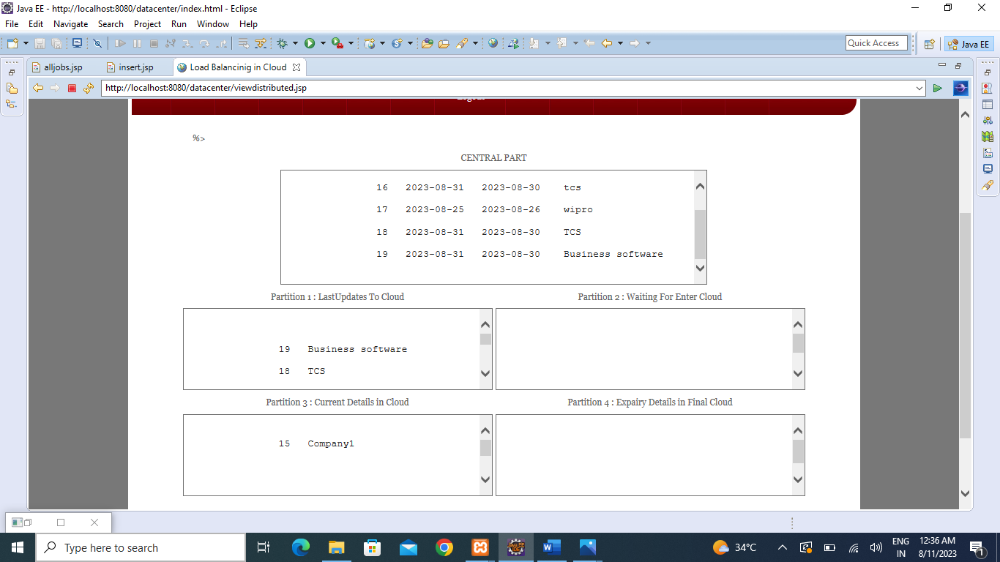 Java EE - http://localhost:8080/datacenter/index.html - Eclipse
File Edit Navigate Search Project Run Window Help
Quick Access Java EE
alljobs.jsp insert.jsp Load Balancinig in Cloud
http://localhost:8080/datacenter/viewdistributed.jsp
Logout
%>
CENTRAL PART
16 2023-08-31 2023-08-30 tcs
17 2023-08-25 2023-08-26 wipro
18 2023-08-31 2023-08-30 TCS
19 2023-08-31 2023-08-30 Business software
Partition 1 : LastUpdates To Cloud Partition 2 : Waiting For Enter Cloud
19 Business software
18 TCS
Partition 3 : Current Details in Cloud Partition 4 : Expairy Details in Final Cloud
15 Company1
Type here to search
34°C
ENG
IN
12:36 AM
8/11/2023
1